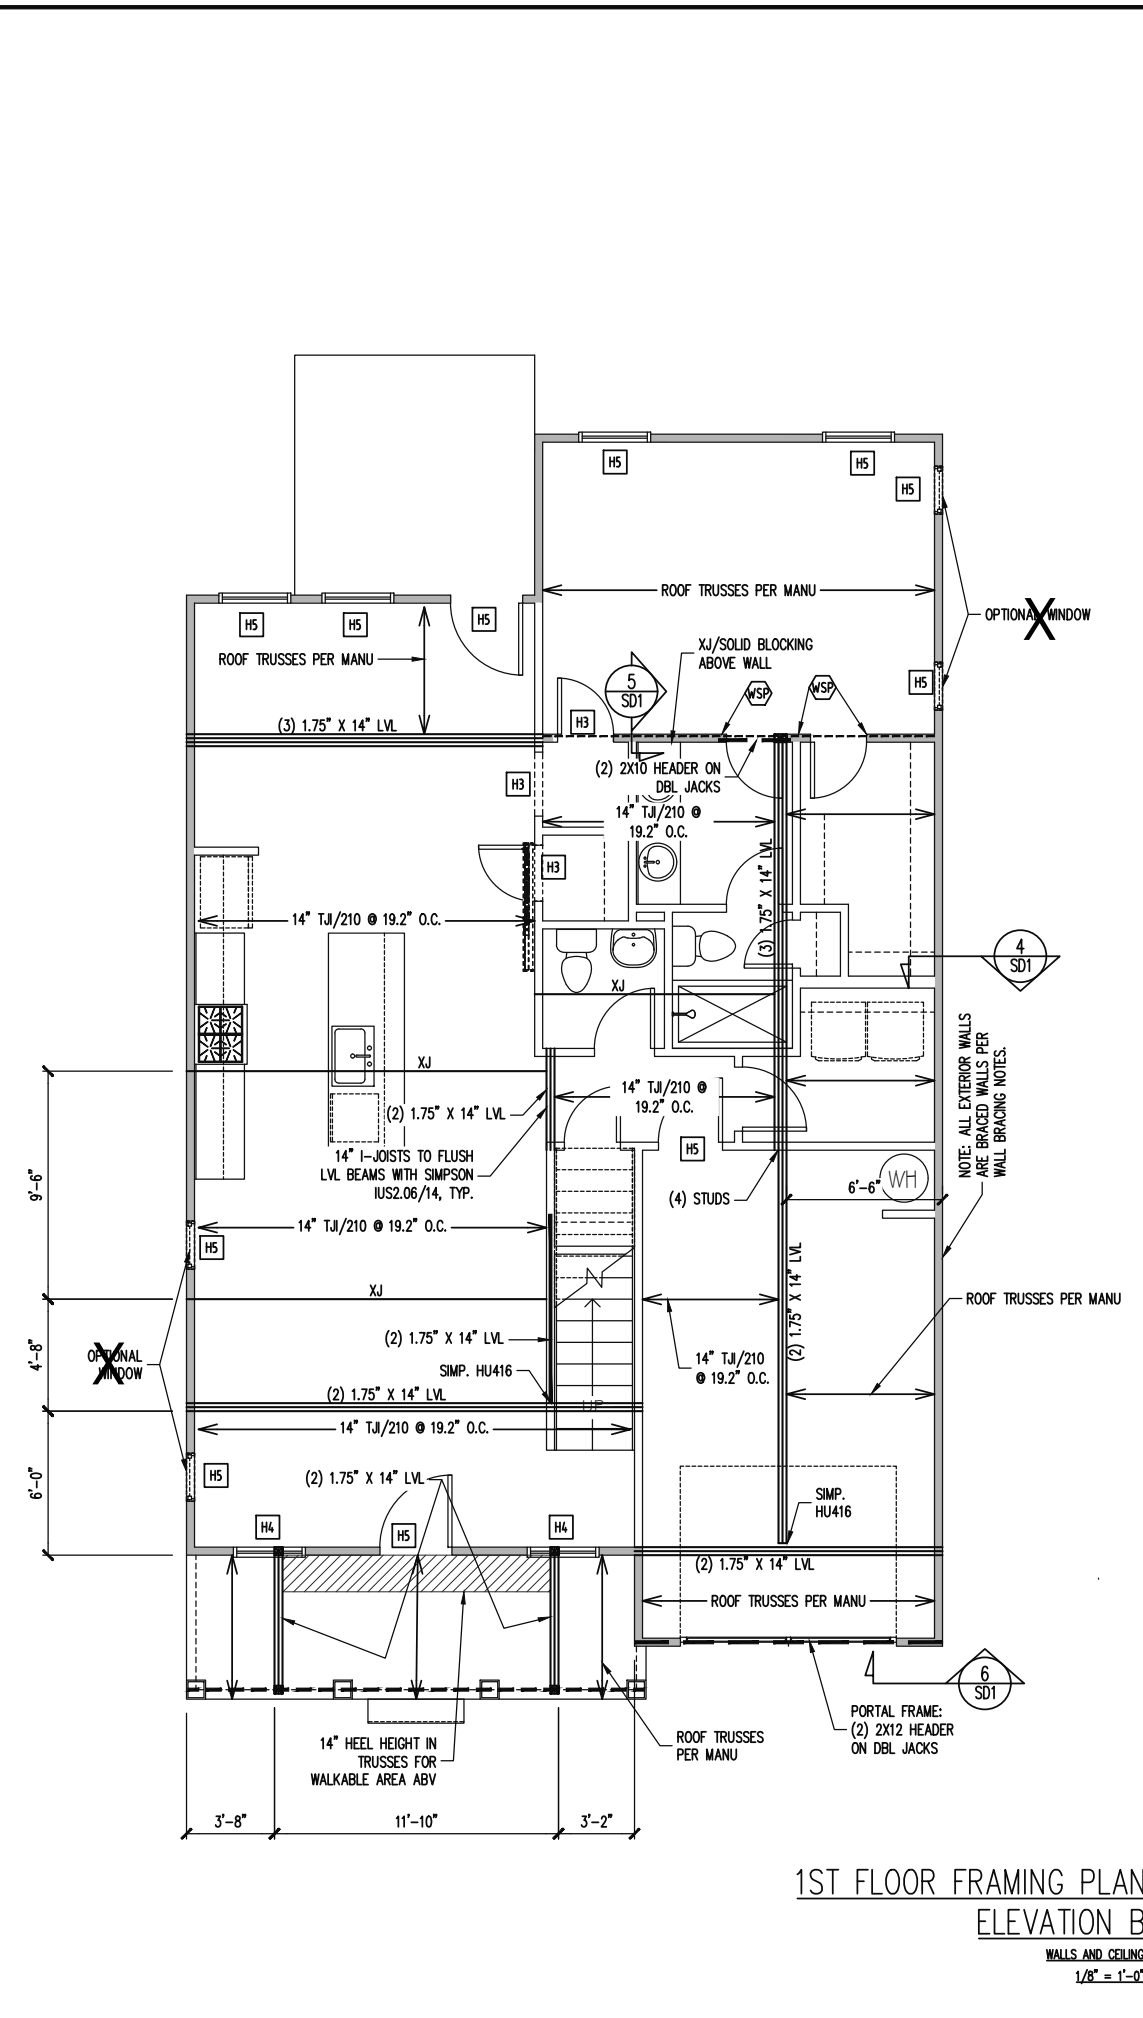 H5
H5
H5
ROOF TRUSSES PER MANU
OPTIONAL WINDOW
H5
H5
H5
ROOF TRUSSES PER MANU
XJ/SOLID BLOCKING
ABOVE WALL
5
SD1
WSP
WSP
H5
(3) 1.75" X 14" LVL
H3
(2) 2X10 HEADER ON
DBL JACKS
H3
14" TJI/210 @
19.2" O.C.
H3
(3) 1.75" X 14" LVL
14" TJI/210 @ 19.2" O.C.
4
SD1
XJ
NOTE: ALL EXTERIOR WALLS
ARE BRACED WALLS PER
WALL BRACING NOTES.
XJ
14" TJI/210 @
19.2" O.C.
(2) 1.75" X 14" LVL
H5
14" I-JOISTS TO FLUSH
LVL BEAMS WITH SIMPSON
IUS2.06/14, TYP.
9'-6"
(4) STUDS
6'-6"
WH
14" TJI/210 @ 19.2" O.C.
H5
XJ
(2) 1.75" X 14" LVL
ROOF TRUSSES PER MANU
4'-8"
(2) 1.75" X 14" LVL
OPTIONAL
WINDOW
SIMP. HU416
14" TJI/210
@ 19.2" O.C.
(2) 1.75" X 14" LVL
UP
14" TJI/210 @ 19.2" O.C.
6'-0"
H5
(2) 1.75" X 14" LVL
SIMP.
HU416
H4
H5
H4
(2) 1.75" X 14" LVL
ROOF TRUSSES PER MANU
6
SD1
PORTAL FRAME:
(2) 2X12 HEADER
ON DBL JACKS
14" HEEL HEIGHT IN
TRUSSES FOR
WALKABLE AREA ABV
ROOF TRUSSES
PER MANU
3'-8"
11'-10"
3'-2"
1ST FLOOR FRAMING PLAN
ELEVATION B
WALLS AND CEILING
1/8" = 1'-0"